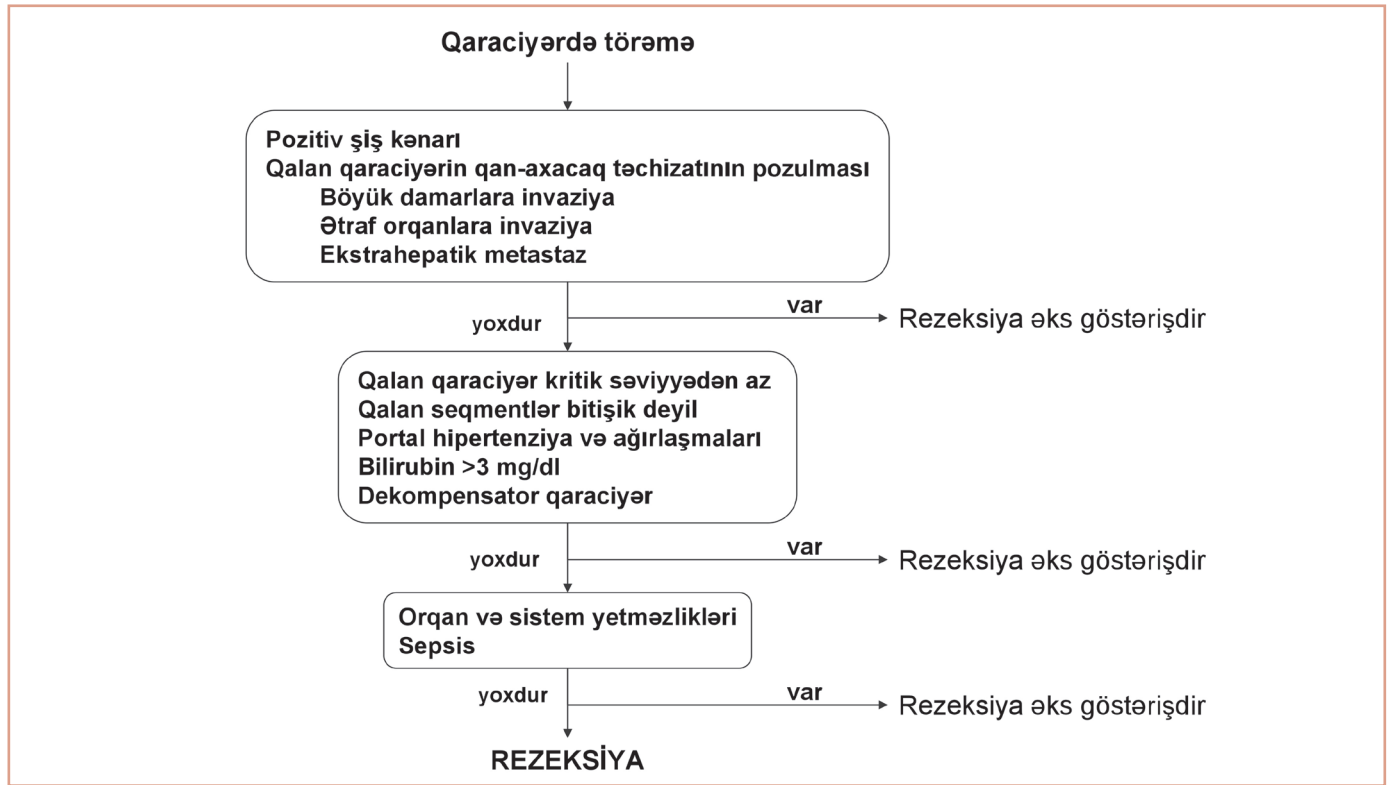 Qaraciyərdə törəmə
Pozitiv şiş kənarı
Qalan qaraciyərin qan-axacaq təchizatının pozulması
Böyük damarlara invaziya
Ətraf orqanlara invaziya
Ekstrahepatik metastaz
var
yoxdur
Rezeksiya əks göstərişdir
Qalan qaraciyər kritik səviyyədən az
Qalan seqmentlər bitişik deyil
Portal hipertenziya və ağırlaşmaları
Bilirubin >3 mg/dl
Dekompensator qaraciyər
var
yoxdur
Rezeksiya əks göstərişdir
Orqan və sistem yetməzlikləri
Sepsis
var
yoxdur
Rezeksiya əks göstərişdir
REZEKSİYA